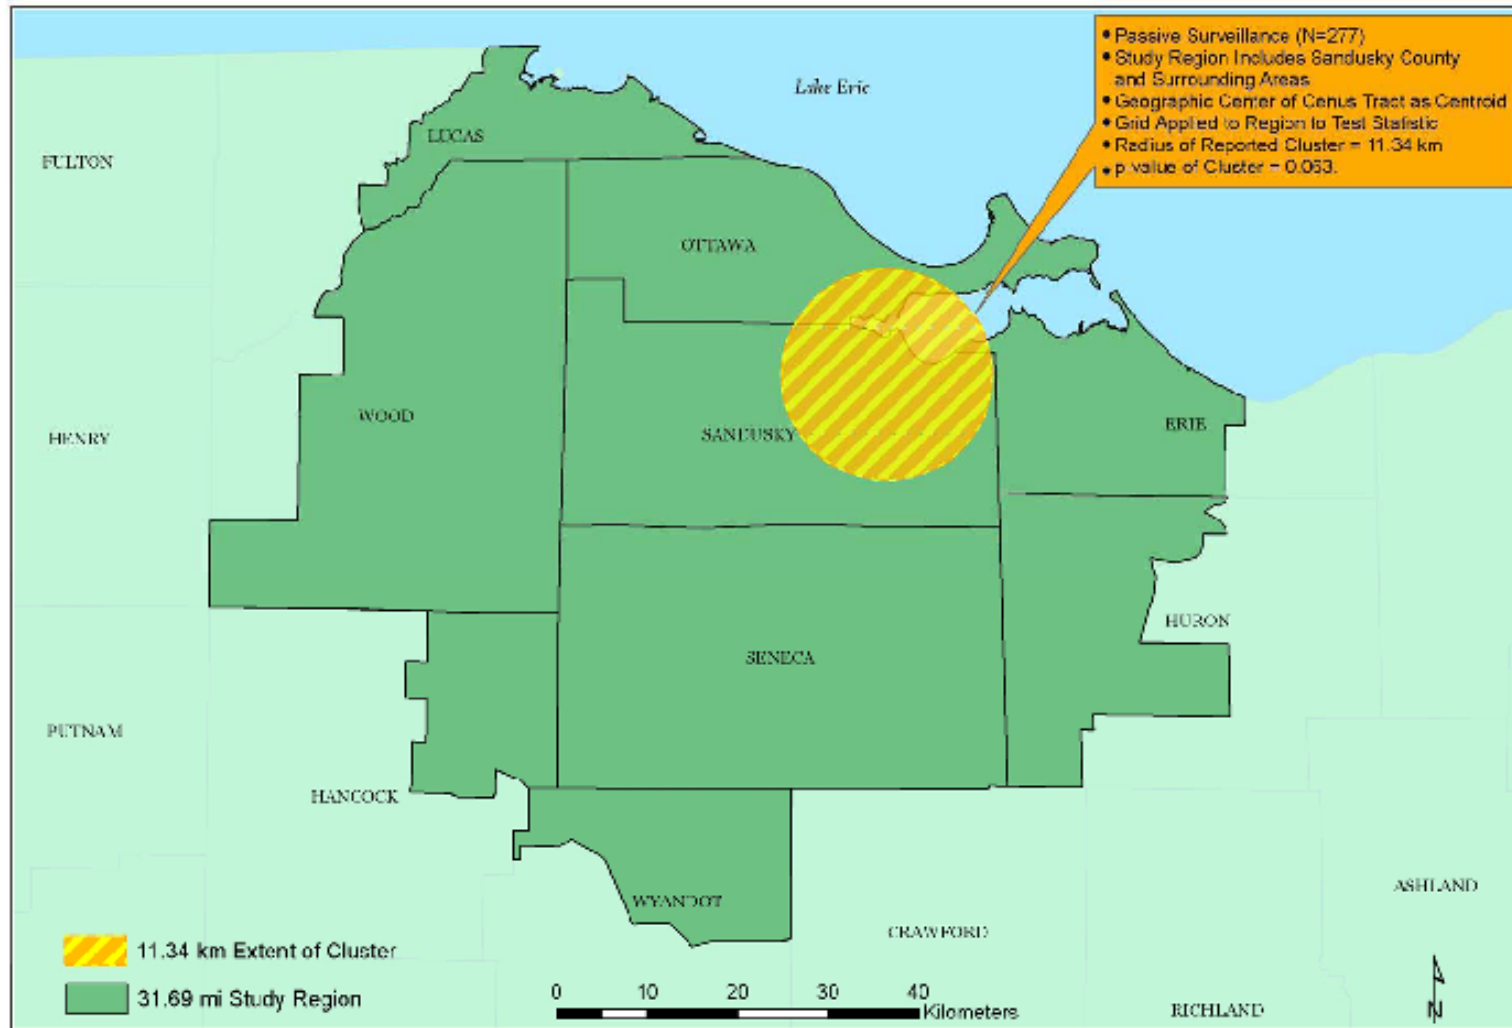 • Passive Surveillance (N=277)
• Study Region Includes Sandusky County
and Surrounding Areas
• Geographic Center of Cenus Tract as Centroid
• Grid Applied to Region to Test Statistic
• Radius of Reported Cluster = 11.34 km
• p value of Cluster = 0.063.
Lake Erie
LUCAS
FULTON
OTTAWA
WOOD
HENRY
SANDUSKY
ERIE
HURON
SENECA
PUTNAM
HANCOCK
WYANDOT
ASHLAND
CRAWFORD
11.34 km Extent of Cluster
31.69 mi Study Region
0 10 20 30 40
Kilometers
RICHLAND
N